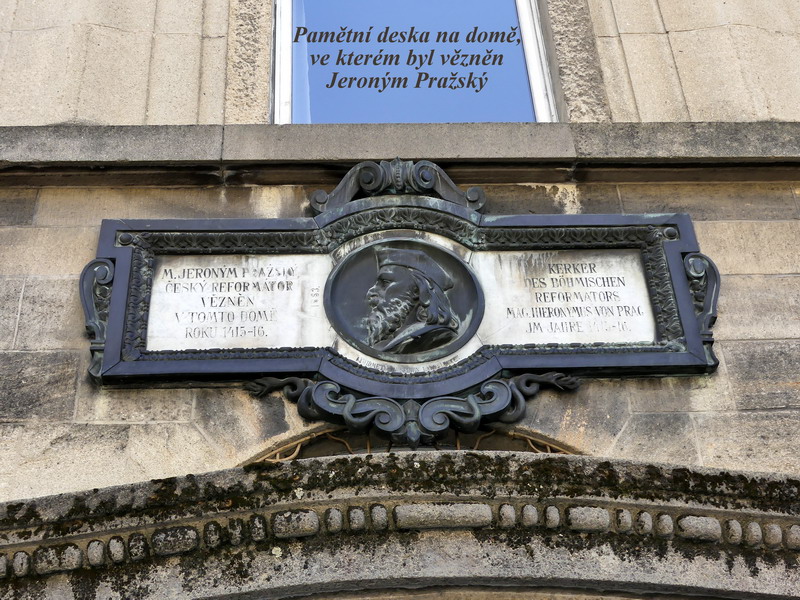 Pamětní deska na domě,
ve kterém byl vězněn
Jeroným Pražský
M. JERONÝM PRAŽSKÝ
ČESKÝ REFORMATOR
VĚZNĚN
V TOMTO DOMĚ
ROKU 1415-16.
KERKER
DES BÖHMISCHEN
REFORMATORS
MAG. HIERONYMUS VON PRAG
JM JAHRE 1415-16.